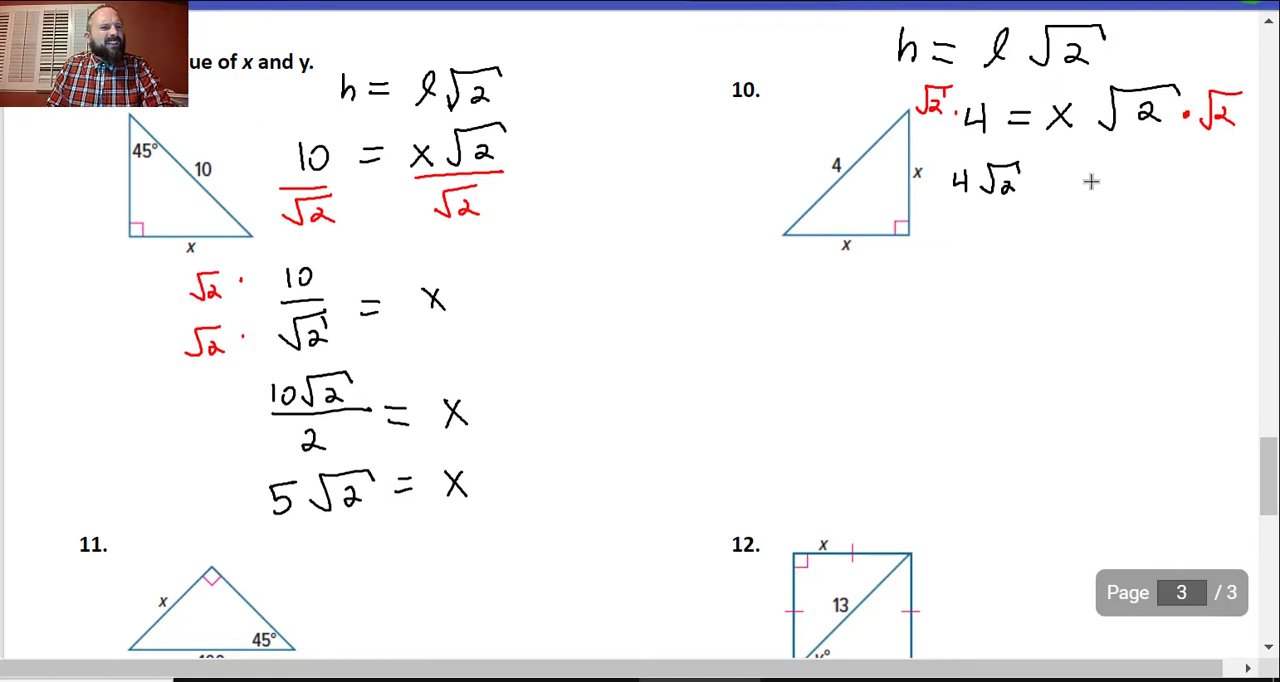 ue of x and y.
h = l √2
10 = x √2
√2 √2
45°
10
x
√2 · 10 = x
√2 · √2
10√2 = x
2
5 √2 = x
10.
h = l √2
√2 · 4 = x √2 · √2
4 √2
4
x
x
11.
x
45°
12.
x
13
Page 3 / 3